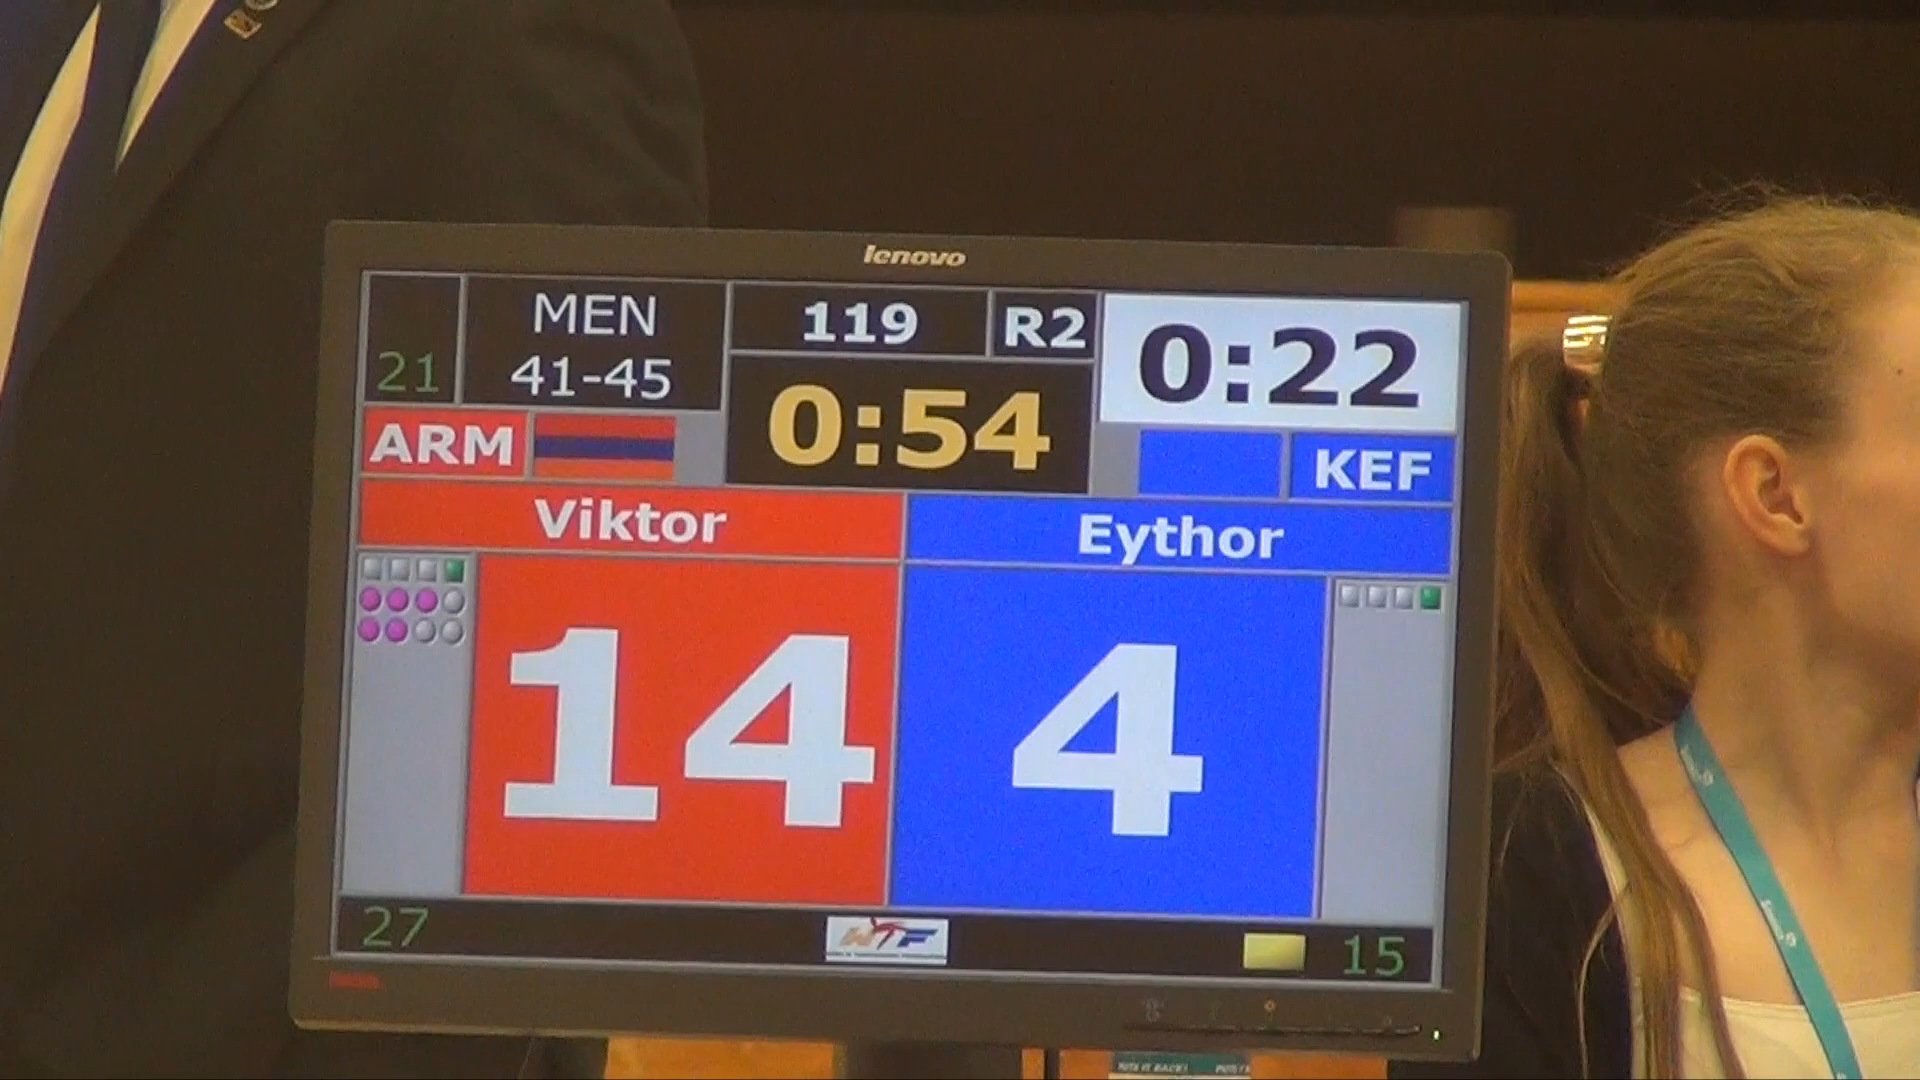 lenovo
21
MEN
41-45
119
R2
0:22
0:54
ARM
KEF
Viktor
Eythor
14
4
27
WTF
15